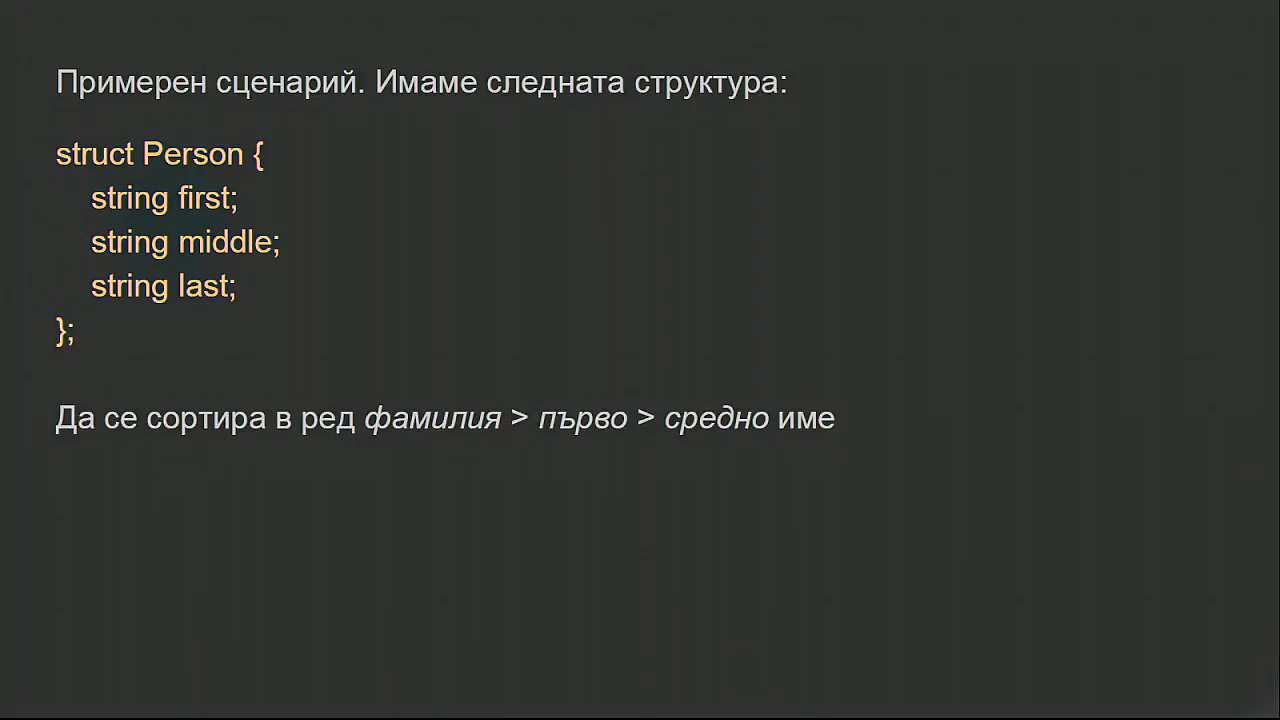 Примерен сценарий. Имаме следната структура:
struct Person {
string first;
string middle;
string last;
};
Да се сортира в ред фамилия > първо > средно име